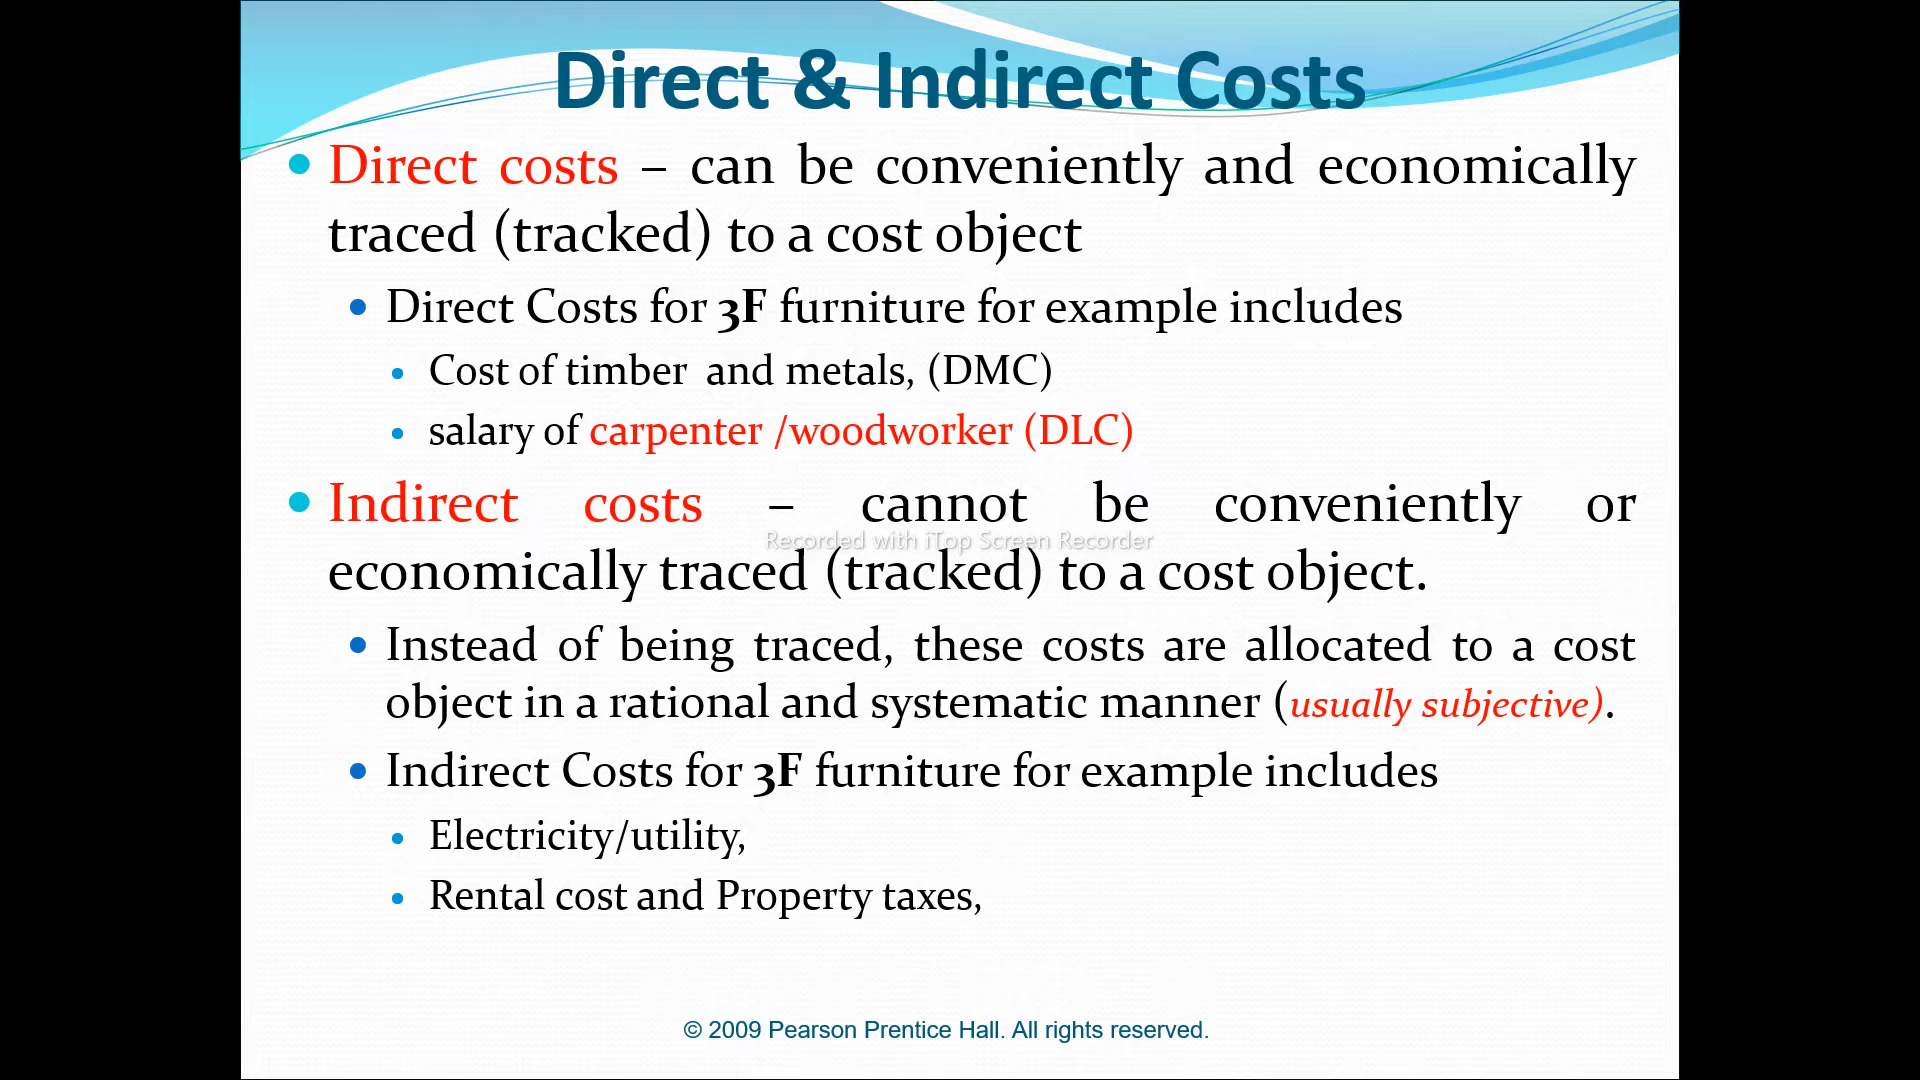 Direct & Indirect Costs
Direct costs – can be conveniently and economically
traced (tracked) to a cost object
Direct Costs for 3F furniture for example includes
Cost of timber and metals, (DMC)
salary of carpenter /woodworker (DLC)
Indirect costs – cannot be conveniently or
Recorded with iTop Screen Recorder
economically traced (tracked) to a cost object.
Instead of being traced, these costs are allocated to a cost
object in a rational and systematic manner (usually subjective).
Indirect Costs for 3F furniture for example includes
Electricity/utility,
Rental cost and Property taxes,
© 2009 Pearson Prentice Hall. All rights reserved.